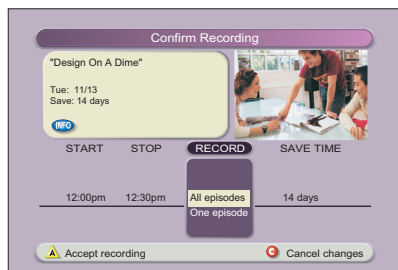 Confirm Recording
"Design On A Dime"
Tue: 11/13
Save: 14 days
INFO
START STOP RECORD SAVE TIME
12:00pm 12:30pm All episodes 14 days
One episode
A Accept recording C Cancel changes